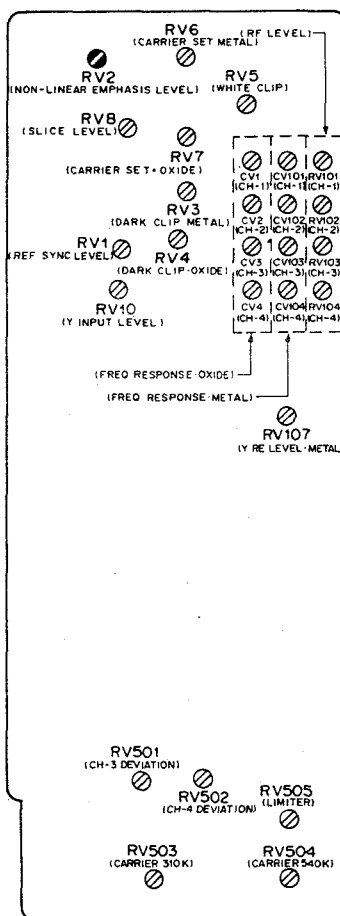 RV6
(CARRIER SET METAL)
(RF LEVEL)
RV2
(NON-LINEAR EMPHASIS LEVEL)
RV5
(WHITE CLIP)
RV8
(SLICE LEVEL)
RV7
(CARRIER SET·OXIDE)
CV1 CV101 RV101
(CH-1) (CH-1) (CH-1)
RV3
(DARK CLIP METAL)
CV2 CV102 RV102
(CH-2) (CH-2) (CH-2)
RV1
(REF SYNC LEVEL)
RV4
(DARK CLIP-OXIDE)
1
CV3 CV103 RV103
(CH-3) (CH-3) (CH-3)
RV10
(Y INPUT LEVEL)
CV4 CV104 RV104
(CH-4) (CH-4) (CH-4)
(FREQ RESPONSE·OXIDE)
(FREQ RESPONSE·METAL)
RV107
(Y RE LEVEL·METAL
RV501
(CH-3 DEVIATION)
RV502
(CH-4 DEVIATION)
RV505
(LIMITER)
RV503
(CARRIER 310K)
RV504
(CARRIER 540K)